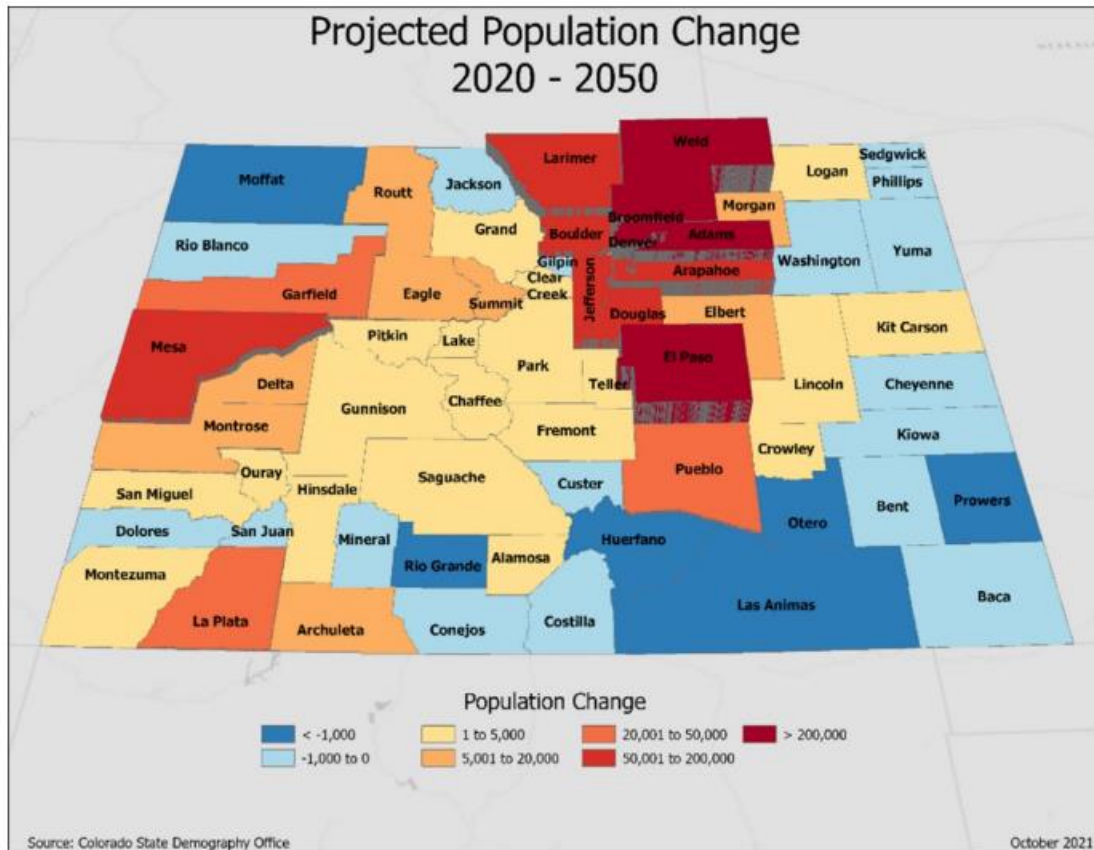 Projected Population Change
2020 - 2050
Weld
Larimer
Sedgwick
Logan
Moffat
Phillips
Jackson
Routt
Morgan
Broomfield
Grand
Boulder
Adams
Denver
Rio Blanco
Yuma
Washington
Gilpin
Arapahoe
Clear
Creek
Garfield
Eagle
Summit
Jefferson
Douglas
Elbert
Kit Carson
Pitkin
Lake
Mesa
El Paso
Park
Delta
Teller
Lincoln
Cheyenne
Chaffee
Gunnison
Montrose
Fremont
Kiowa
Crowley
Ouray
Pueblo
Saguache
Hinsdale
Custer
San Miguel
Prowers
Bent
Otero
Dolores
San Juan
Mineral
Huerfano
Alamosa
Rio Grande
Montezuma
Baca
Las Animas
La Plata
Costilla
Archuleta
Conejos
Population Change
< -1,000
1 to 5,000
20,001 to 50,000
> 200,000
-1,000 to 0
5,001 to 20,000
50,001 to 200,000
Source: Colorado State Demography Office
October 2021